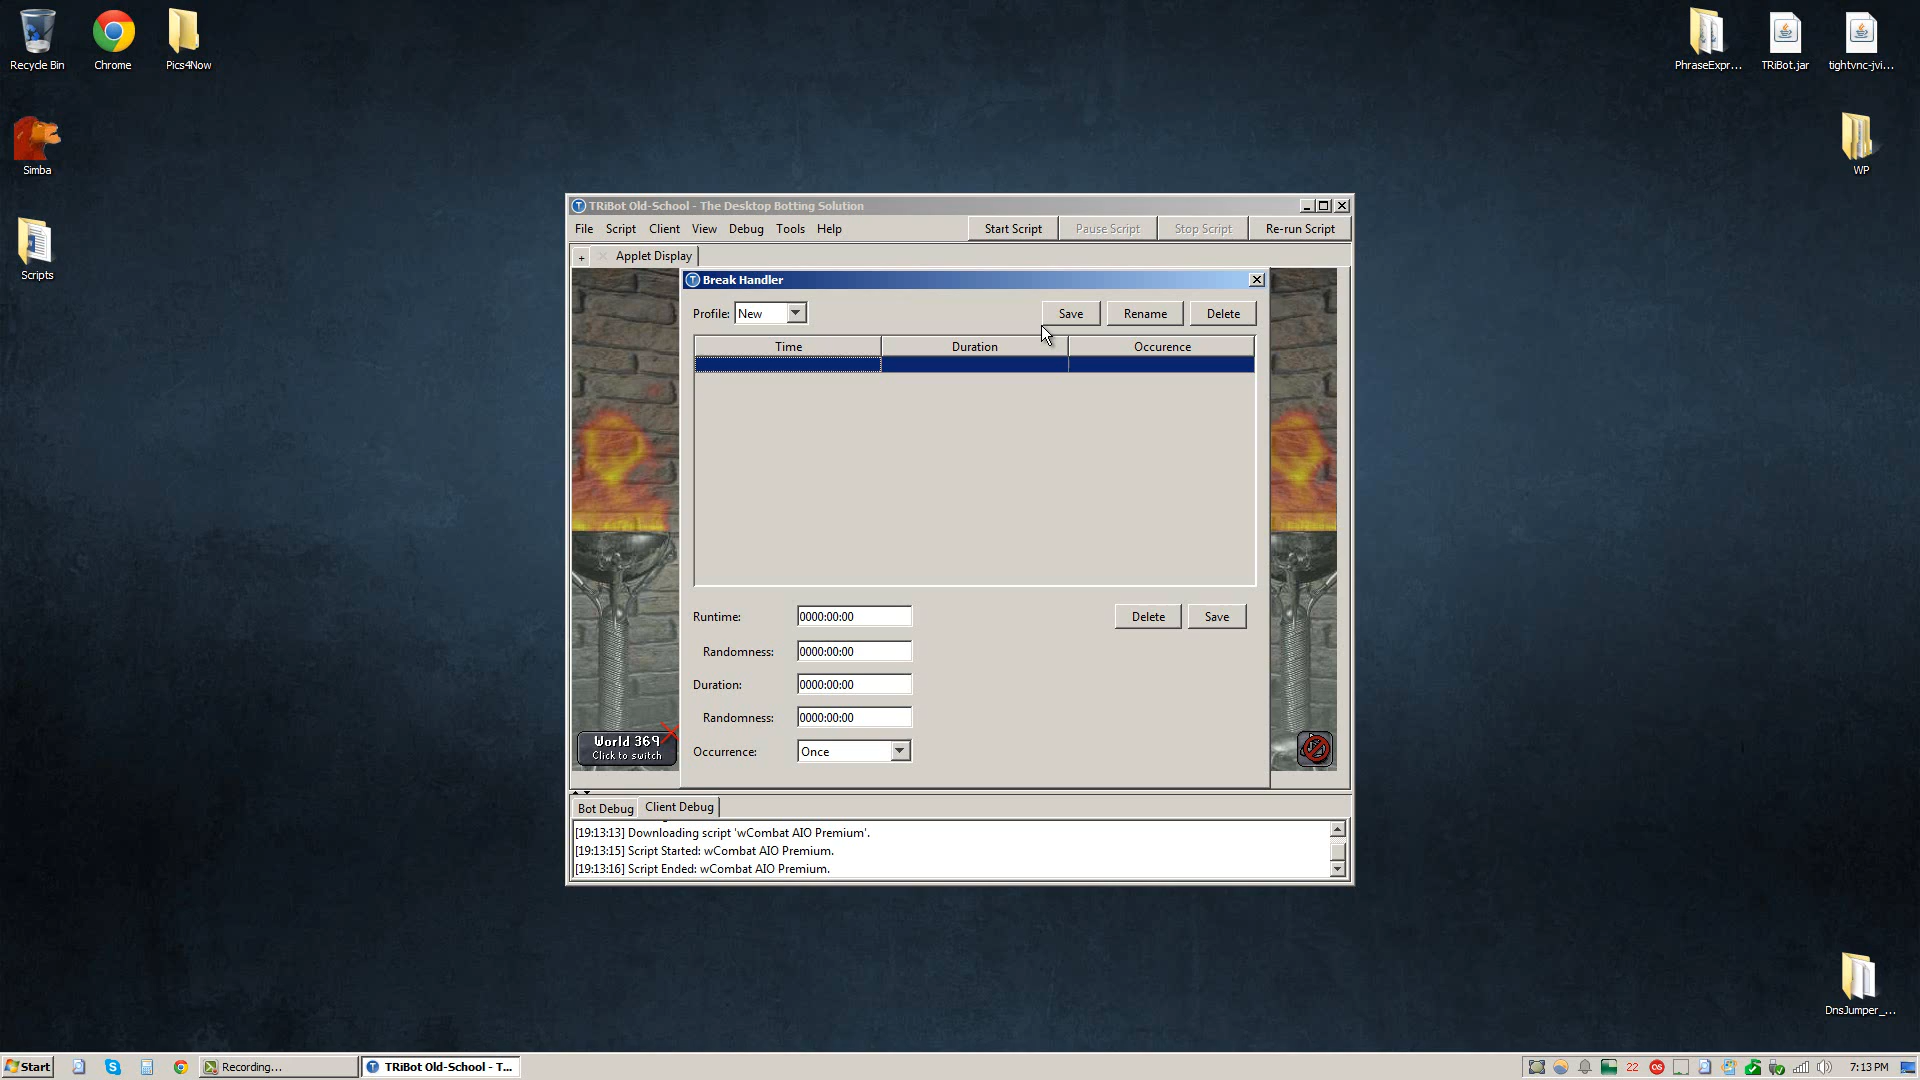 Recycle Bin
Chrome
Pics4Now
PhraseExpr...
TRiBot.jar
tightvnc-jvi...
Simba
WP
Scripts
TRiBot Old-School - The Desktop Botting Solution
File Script Client View Debug Tools Help
Start Script
Pause Script
Stop Script
Re-run Script
+ Applet Display
Break Handler
Profile: New
Save
Rename
Delete
Time Duration Occurence
Runtime: 0000:00:00
Delete
Save
Randomness: 0000:00:00
Duration: 0000:00:00
Randomness: 0000:00:00
Occurrence: Once
World 369
Click to switch
Bot Debug Client Debug
[19:13:13] Downloading script 'wCombat AIO Premium'.
[19:13:15] Script Started: wCombat AIO Premium.
[19:13:16] Script Ended: wCombat AIO Premium.
DnsJumper_...
Start
Recording...
TRiBot Old-School - T...
22
7:13 PM